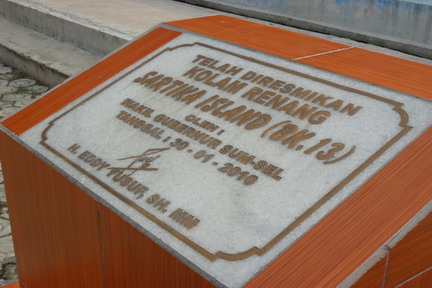 TELAH DIRESMIKAN
KOLAM RENANG
SARTIKA ISLAND (BK. 13)
OLEH :
WAKIL GUBERNUR SUM-SEL
TANGGAL : 30 - 01 - 2010
H. EDDY YUSUF, SH. MM